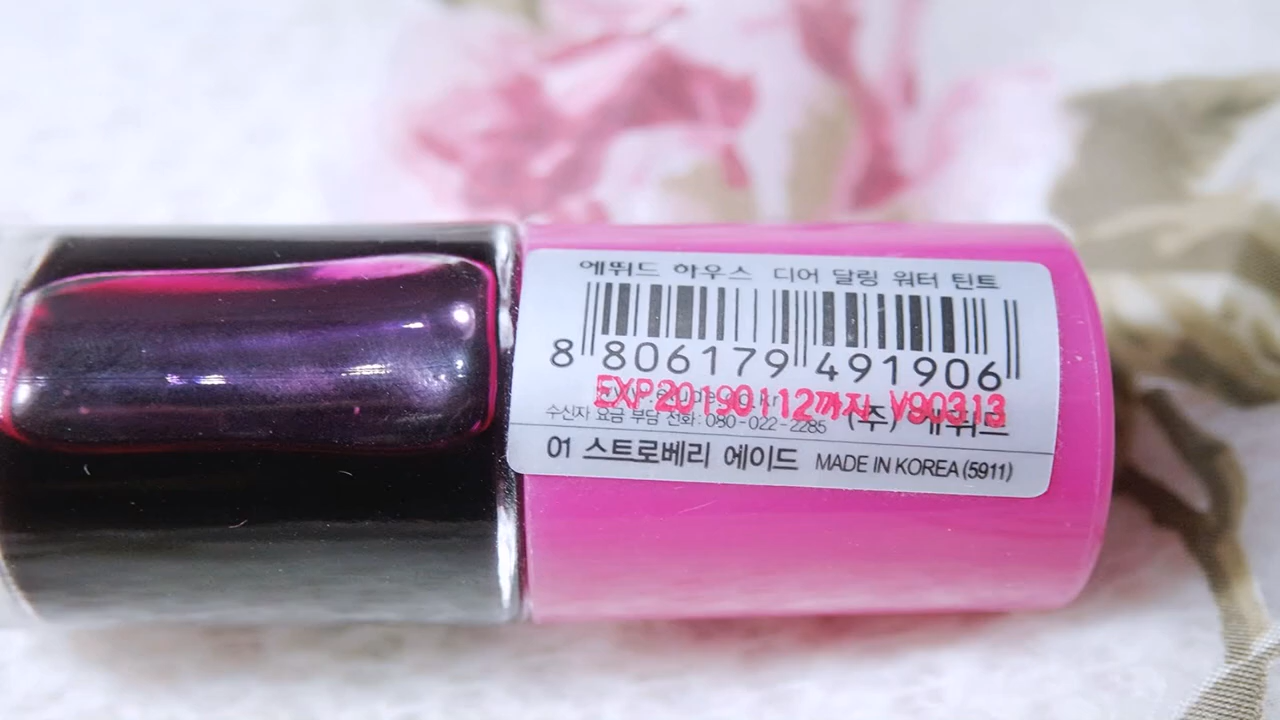 에뛰드 하우스 디어 달링 워터 틴트
8 806179 491906
EXP20190112까지 V90313
수신자 요금 부담 전화: 080-022-2285 (주) 에뛰드
01 스트로베리 에이드 MADE IN KOREA (5911)